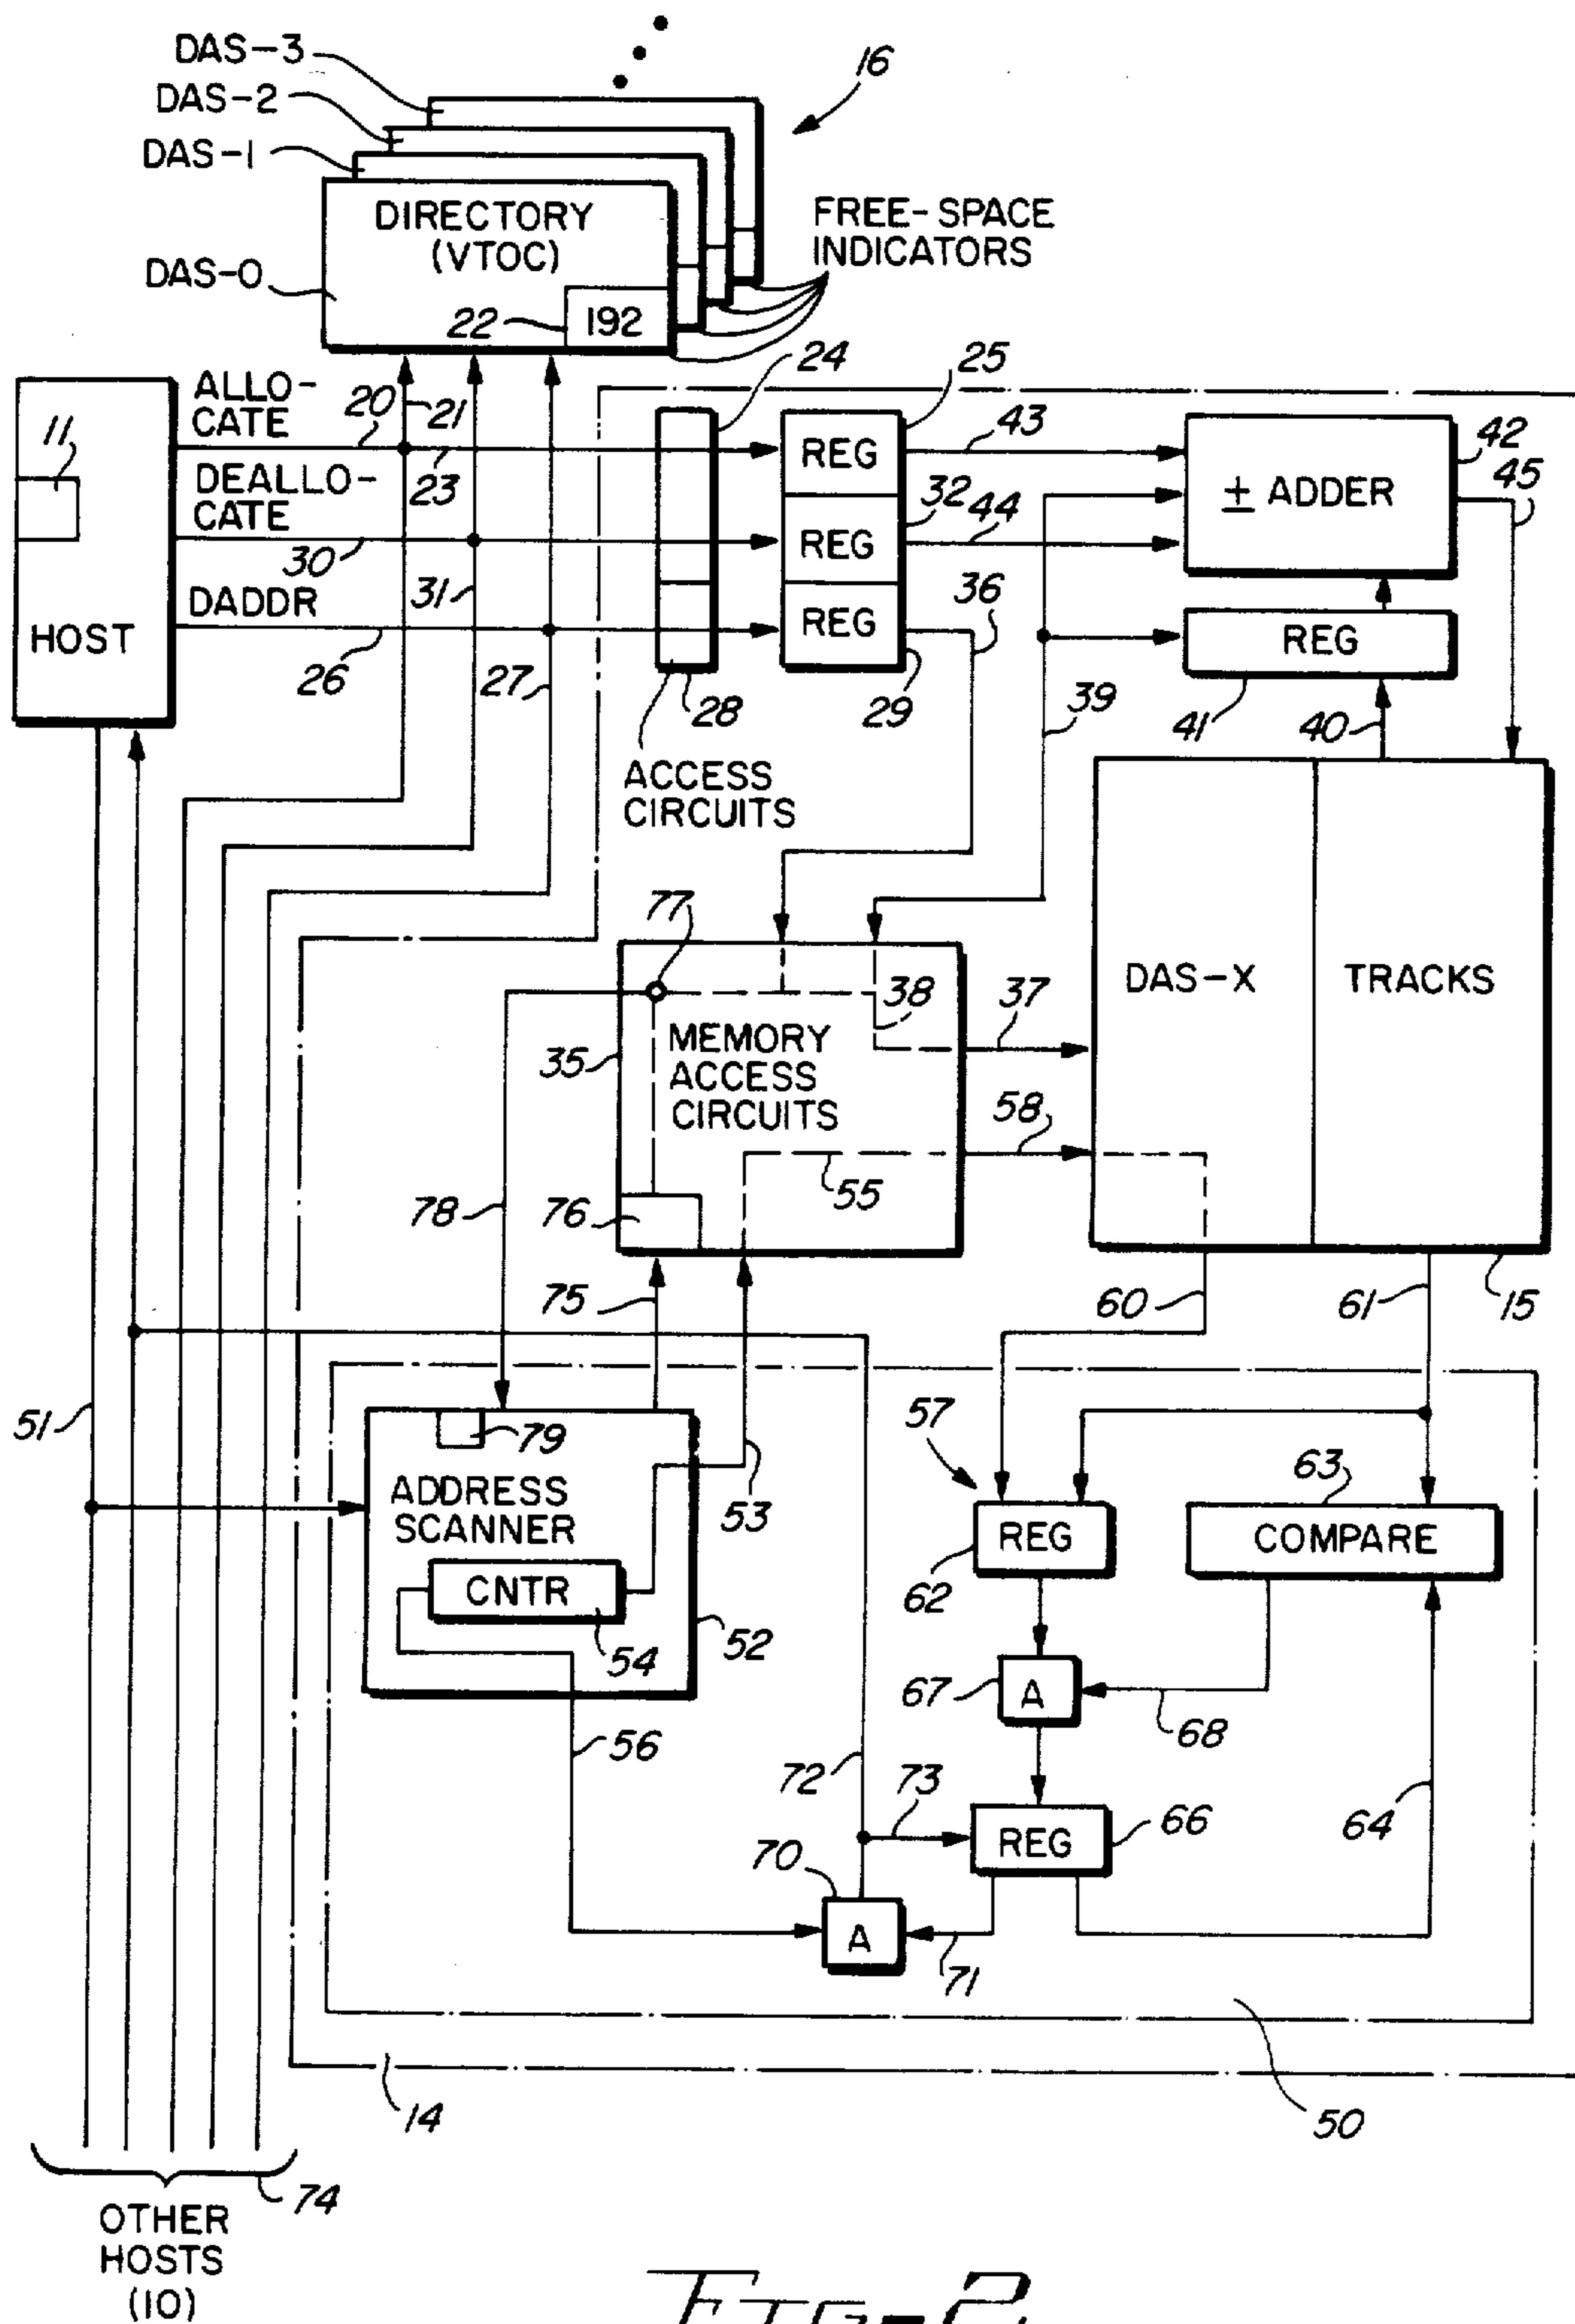 DAS-3
16
DAS-2
DAS-1
DIRECTORY
(VTOC)
FREE-SPACE
INDICATORS
DAS-0
22
192
24
25
ALLO-
CATE
20
21
43
42
11
REG
± ADDER
45
DEALLO-
CATE
23
32
44
REG
30
31
36
DADDR
REG
REG
HOST
26
27
28
29
39
41
40
ACCESS
CIRCUITS
77
DAS-X
TRACKS
38
37
35
MEMORY
ACCESS
CIRCUITS
58
55
78
76
75
60
61
15
51
57
79
63
ADDRESS
SCANNER
53
REG
COMPARE
CNTR
62
52
54
67
A
68
56
72
73
66
REG
64
70
A
71
14
50
74
OTHER
HOSTS
(10)
FIG-2